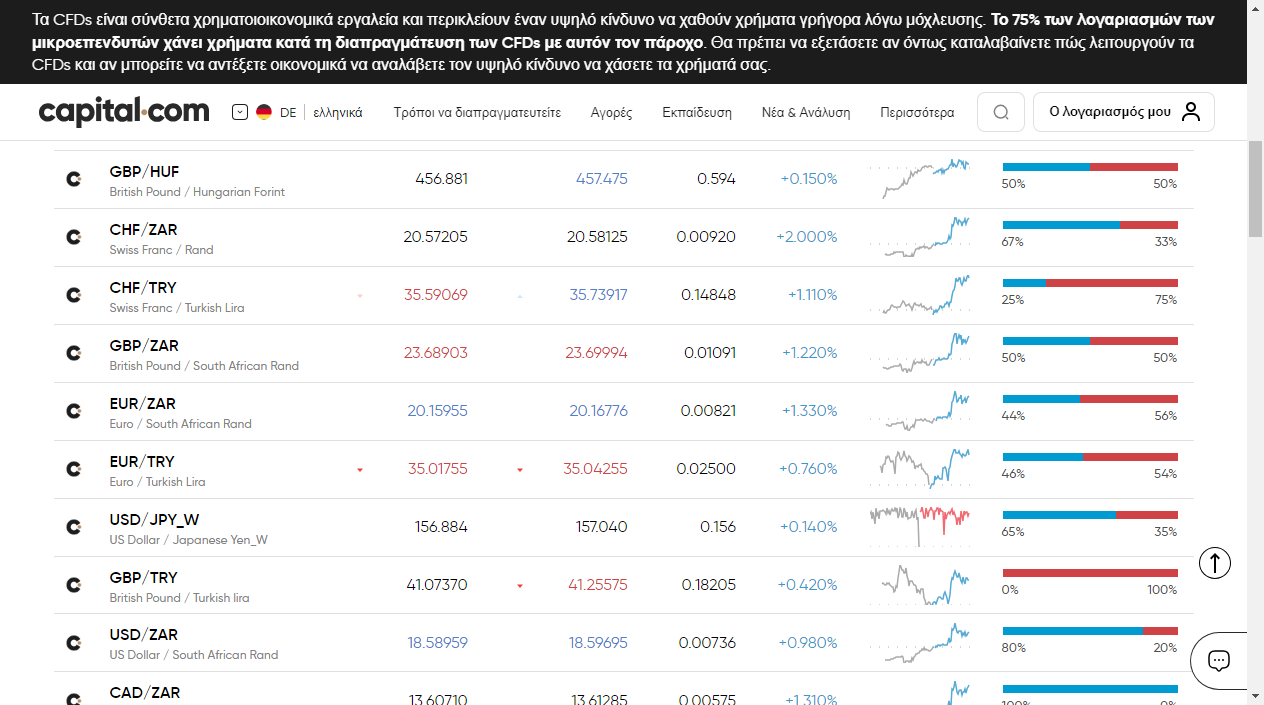 Τα CFDs είναι σύνθετα χρηματοιοικονομικά εργαλεία και περικλείουν έναν υψηλό κίνδυνο να χαθούν χρήματα γρήγορα λόγω μόχλευσης. Το 75% των λογαριασμών των
μικροεπενδυτών χάνει χρήματα κατά τη διαπραγμάτευση των CFDs με αυτόν τον πάροχο. Θα πρέπει να εξετάσετε αν όντως καταλαβαίνετε πώς λειτουργούν τα
CFDs και αν μπορείτε να αντέξετε οικονομικά να αναλάβετε τον υψηλό κίνδυνο να χάσετε τα χρήματά σας.
capital.com DE ελληνικά Τρόποι να διαπραγματευτείτε Αγορές Εκπαίδευση Νέα & Ανάλυση Περισσότερα Ο λογαριασμός μου
GBP/HUF 456.881 457.475 0.594 +0.150%
British Pound / Hungarian Forint 50% 50%
CHF/ZAR 20.57205 20.58125 0.00920 +2.000%
Swiss Franc / Rand 67% 33%
CHF/TRY 35.59069 35.73917 0.14848 +1.110%
Swiss Franc / Turkish Lira 25% 75%
GBP/ZAR 23.68903 23.69994 0.01091 +1.220%
British Pound / South African Rand 50% 50%
EUR/ZAR 20.15955 20.16776 0.00821 +1.330%
Euro / South African Rand 44% 56%
EUR/TRY 35.01755 35.04255 0.02500 +0.760%
Euro / Turkish Lira 46% 54%
USD/JPY_W 156.884 157.040 0.156 +0.140%
US Dollar / Japanese Yen_W 65% 35%
GBP/TRY 41.07370 41.25575 0.18205 +0.420%
British Pound / Turkish lira 0% 100%
USD/ZAR 18.58959 18.59695 0.00736 +0.980%
US Dollar / South African Rand 80% 20%
CAD/ZAR 13.60710 13.61285 0.00575 +1.310%
100% 0%